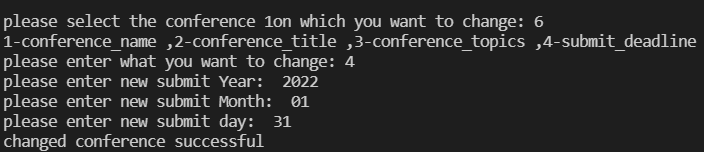 please select the conference 1on which you want to change: 6
1-conference_name ,2-conference_title ,3-conference_topics ,4-submit_deadline
please enter what you want to change: 4
please enter new submit Year:  2022
please enter new submit Month:  01
please enter new submit day:  31
changed conference successful